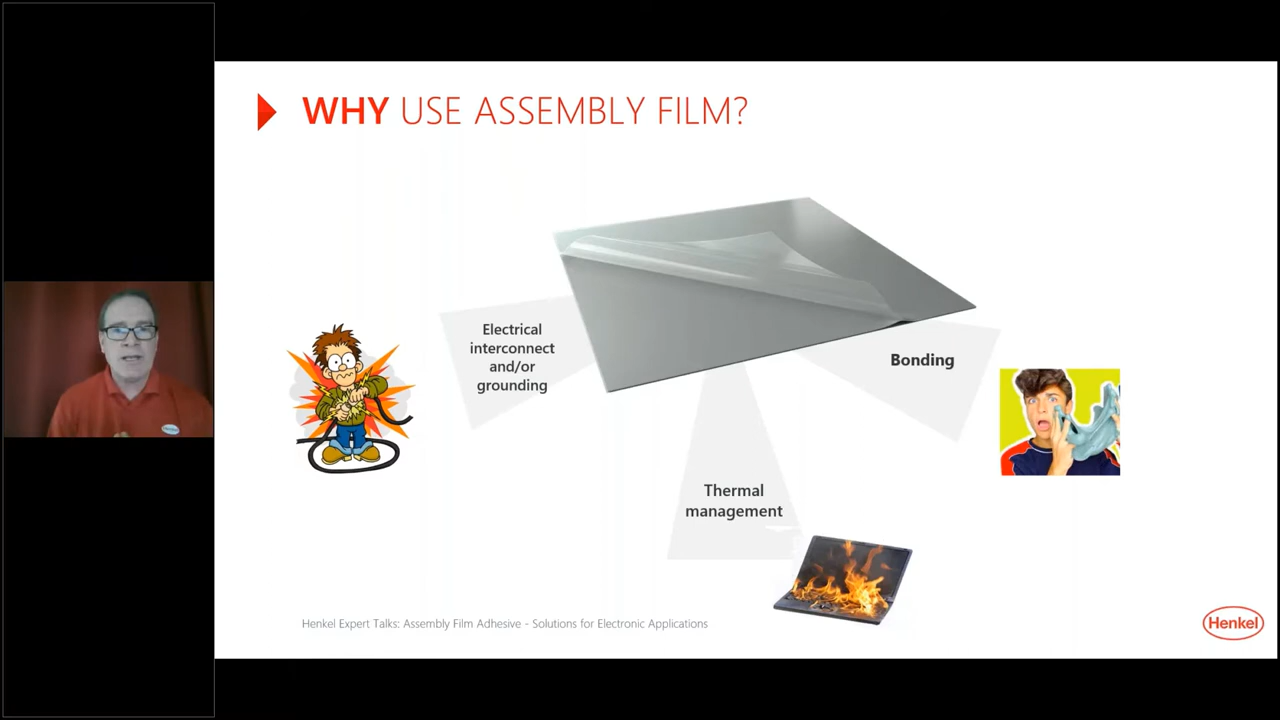 WHY USE ASSEMBLY FILM?
Electrical
interconnect
and/or
grounding
Bonding
Thermal
management
Henkel Expert Talks: Assembly Film Adhesive - Solutions for Electronic Applications
Henkel
Henkel